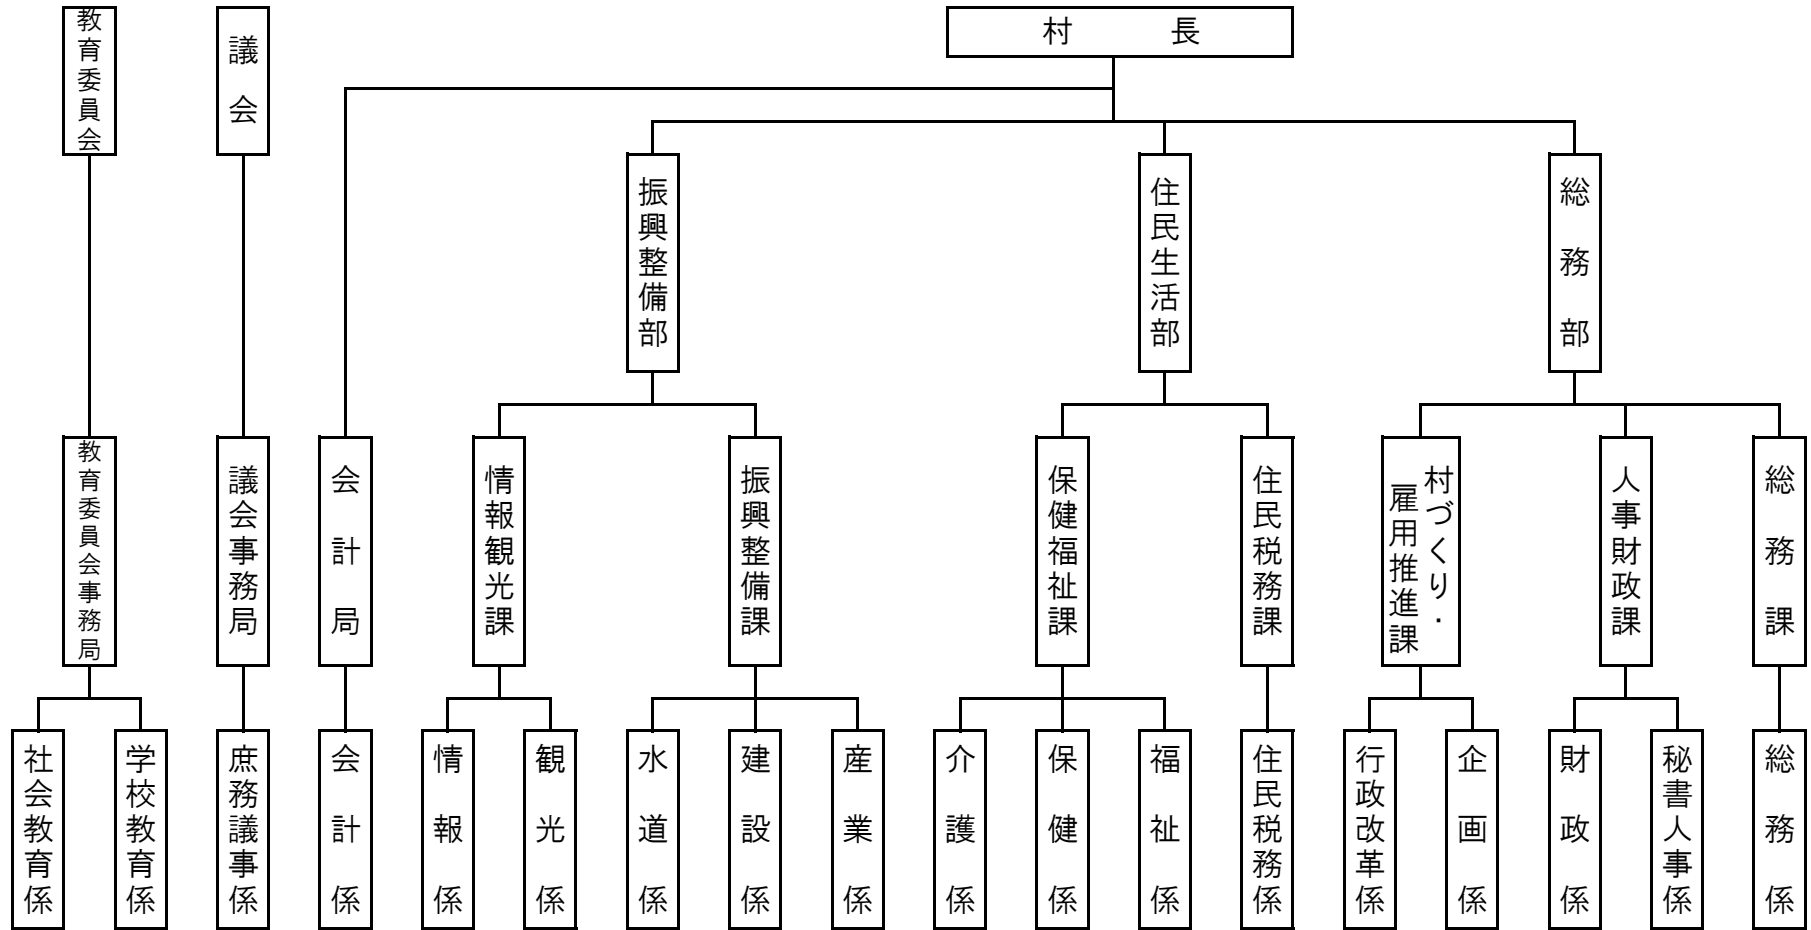 村長
教育委員会
議会
振興整備部
住民生活部
総務部
教育委員会事務局
議会事務局
会計局
情報観光課
振興整備課
保健福祉課
住民税務課
村づくり・
雇用推進課
人事財政課
総務課
社会教育係
学校教育係
庶務議事係
会計係
情報係
観光係
水道係
建設係
産業係
介護係
保健係
福祉係
住民税務係
行政改革係
企画係
財政係
秘書人事係
総務係